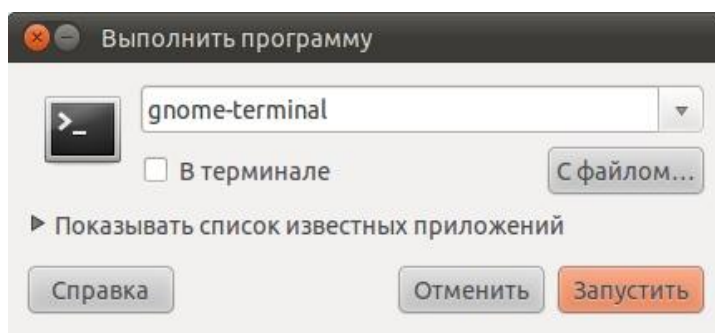 Выполнить программу
gnome-terminal
В терминале
С файлом...
Показывать список известных приложений
Справка
Отменить
Запустить